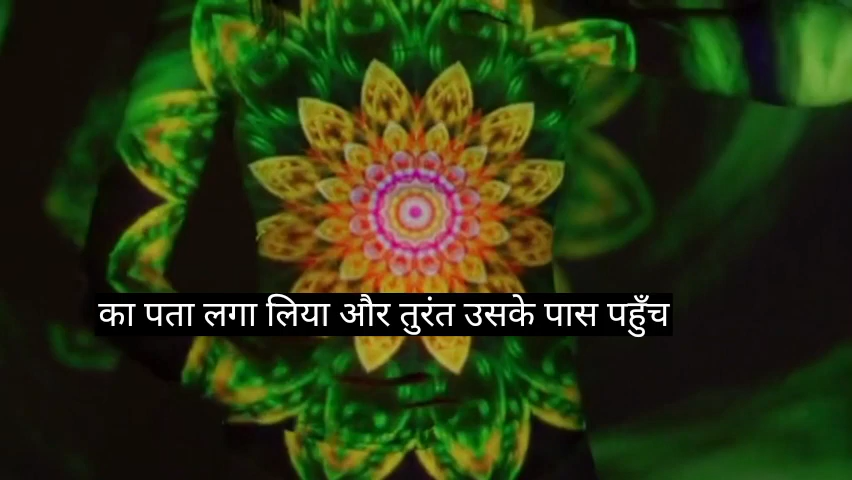 का पता लगा लिया और तुरंत उसके पास पहुँच